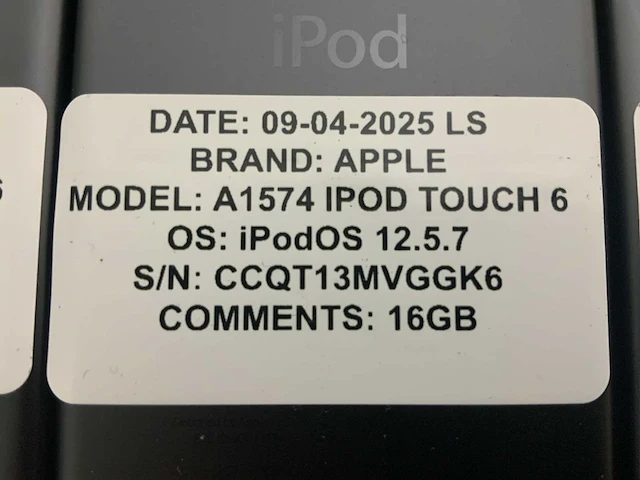 iPod
DATE: 09-04-2025 LS
BRAND: APPLE
MODEL: A1574 IPOD TOUCH 6
OS: iPodOS 12.5.7
S/N: CCQT13MVGGK6
COMMENTS: 16GB